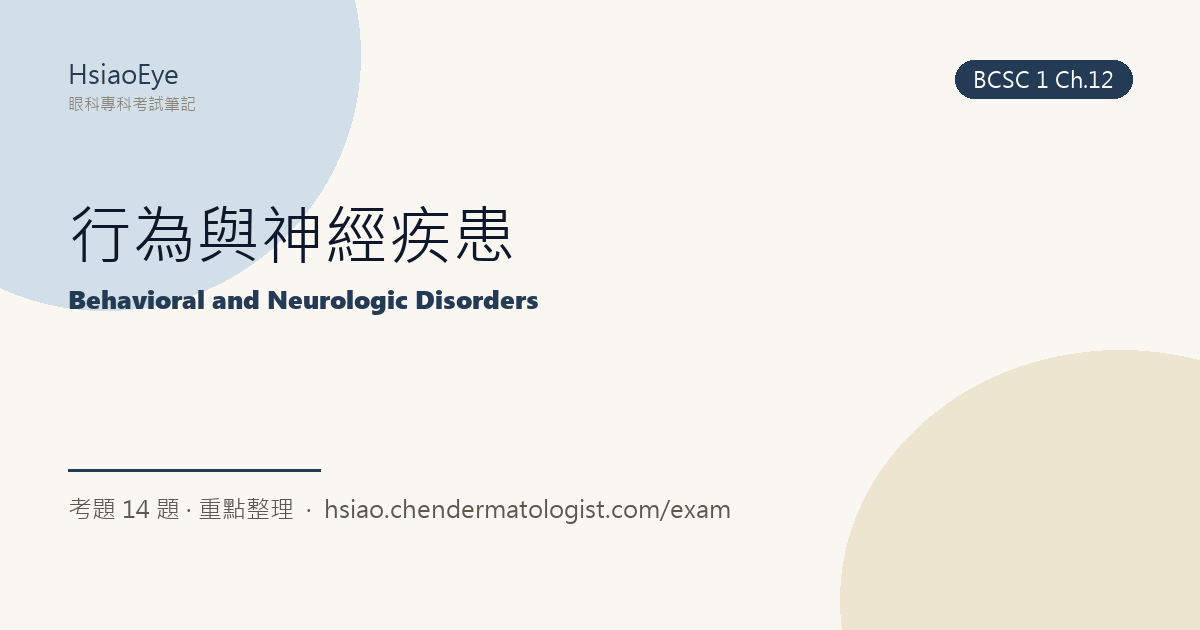 HsiaoEye
眼科專科考試筆記
BCSC 1 Ch.12
行為與神經疾患
Behavioral and Neurologic Disorders
考題 14 題 · 重點整理 · hsiao.chendermatologist.com/exam